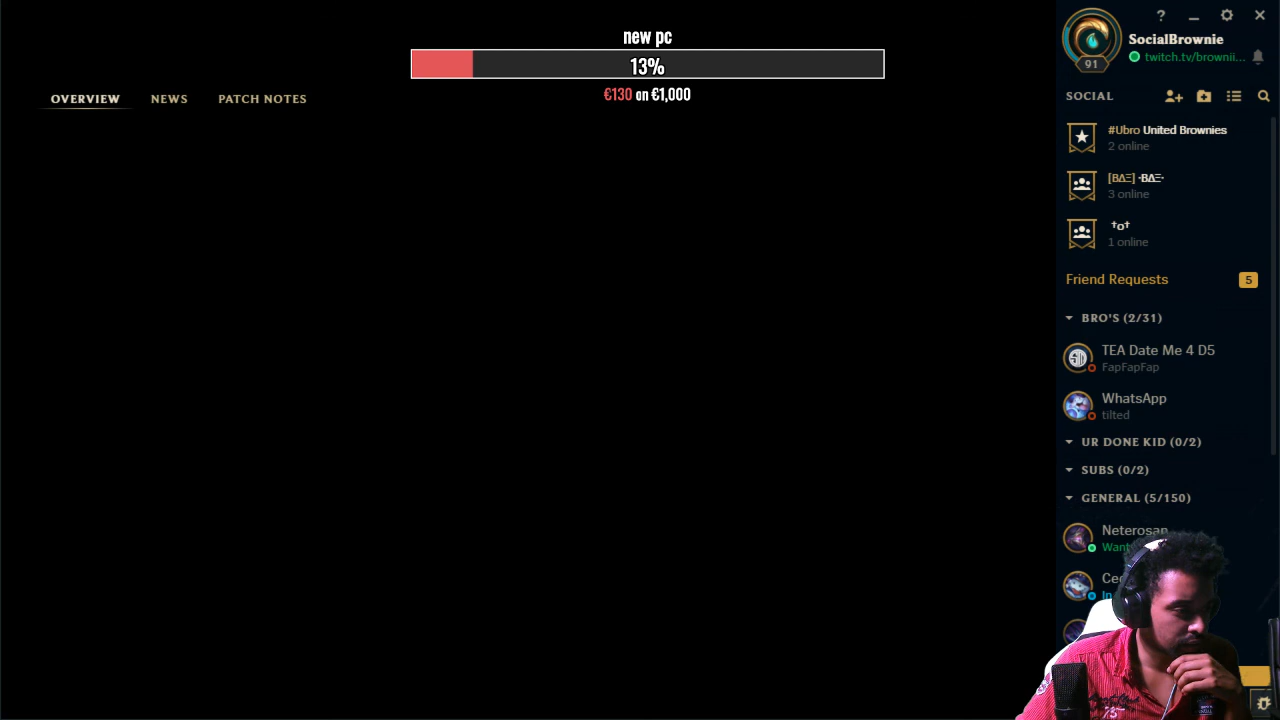 new pc
13%
€130 on €1,000
OVERVIEW NEWS PATCH NOTES
?
SocialBrownie
91
twitch.tv/brownii...
SOCIAL
#Ubro United Brownies
2 online
[BΔΞ] ·BΔΞ·
3 online
†o†
1 online
Friend Requests 5
BRO'S (2/31)
TEA Date Me 4 D5
FapFapFap
WhatsApp
tilted
UR DONE KID (0/2)
SUBS (0/2)
GENERAL (5/150)
Neterosan